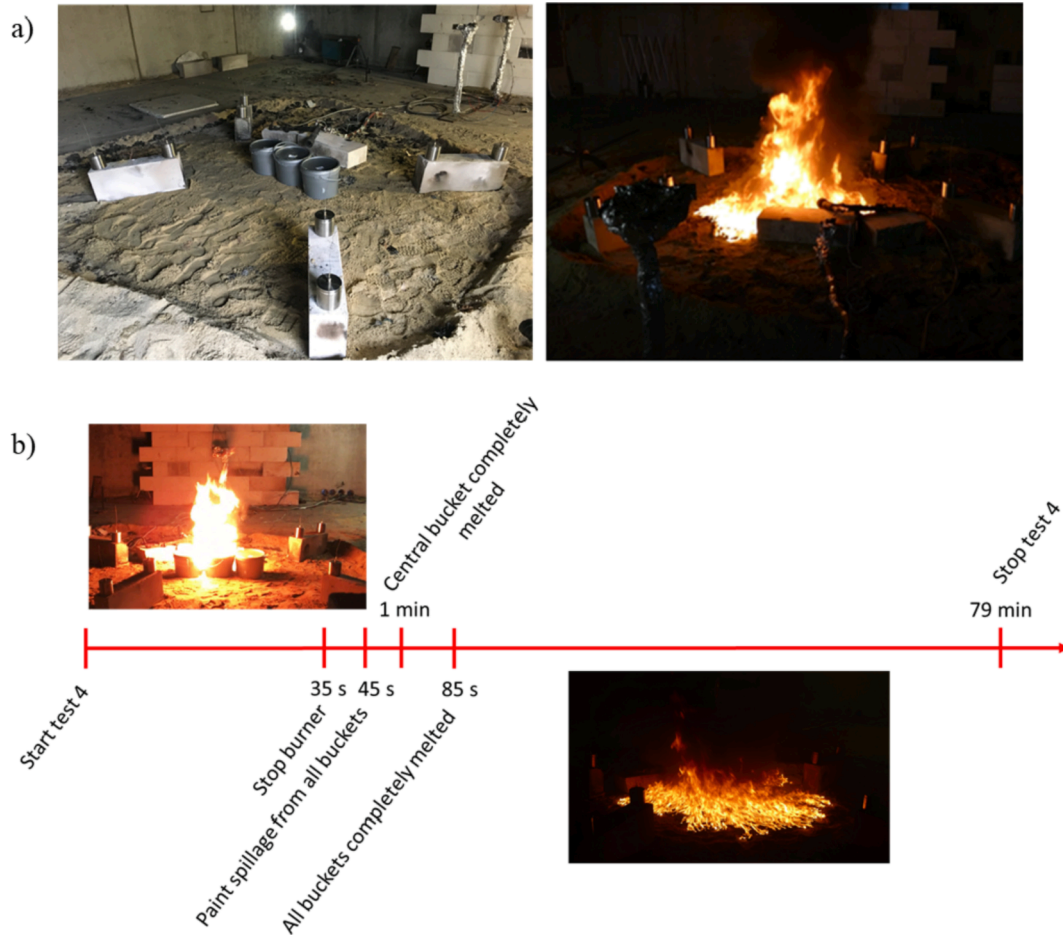 a)
b)
Central bucket completely
melted
Stop test 4
1 min
79 min
35 s
45 s
85 s
Start test 4
Stop burner
Paint spillage from all buckets
All buckets completely melted